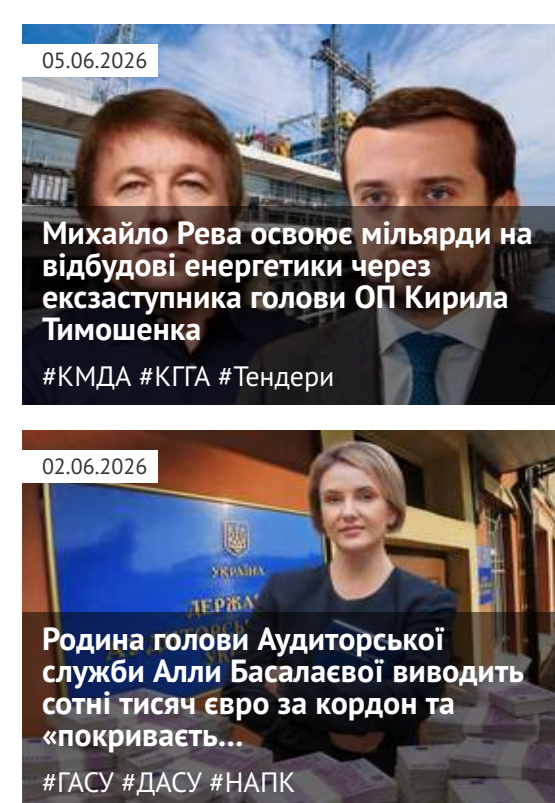 05.06.2026
Михайло Рева освоює мільярди на
відбудові енергетики через
ексзаступника голови ОП Кирила
Тимошенка
#КМДА #КГГА #Тендери
02.06.2026
УКРАЇНА
ДЕРЖА
Родина голови Аудиторської
служби Алли Басалаєвої виводить
сотні тисяч євро за кордон та
«покриваєть...
#ГАСУ #ДАСУ #НАПК